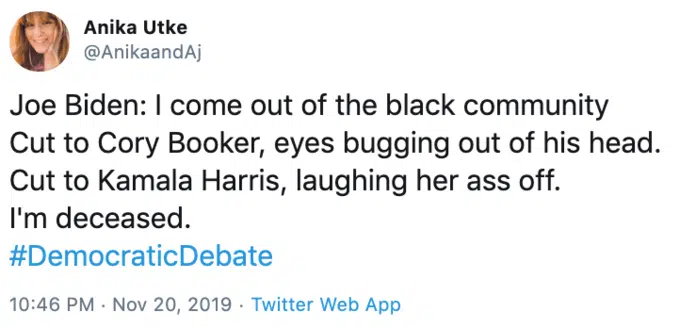 Anika Utke
@AnikaandAj
Joe Biden: I come out of the black community
Cut to Cory Booker, eyes bugging out of his head.
Cut to Kamala Harris, laughing her ass off.
I'm deceased.
#DemocraticDebate
10:46 PM · Nov 20, 2019 · Twitter Web App